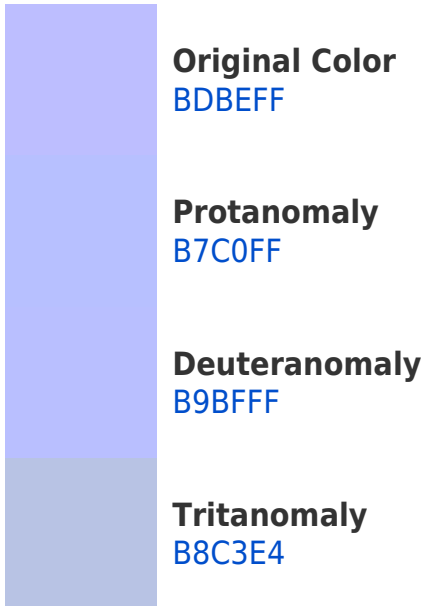 Original Color
BDBEFF
Protanomaly
B7C0FF
Deuteranomaly
B9BFFF
Tritanomaly
B8C3E4